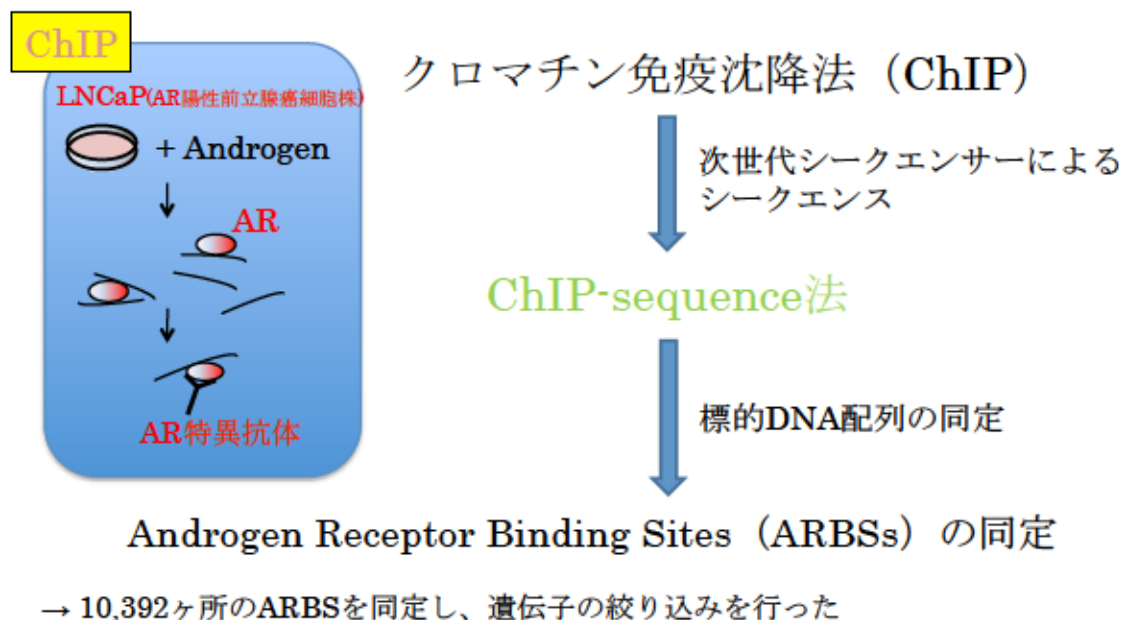 ChIP
LNCaP(AR陽性前立腺癌細胞株)
+ Androgen
AR
AR特異抗体
クロマチン免疫沈降法（ChIP）
次世代シークエンサーによる
シークエンス
ChIP-sequence法
標的DNA配列の同定
Androgen Receptor Binding Sites（ARBSs）の同定
→ 10,392ヶ所のARBSを同定し、遺伝子の絞り込みを行った